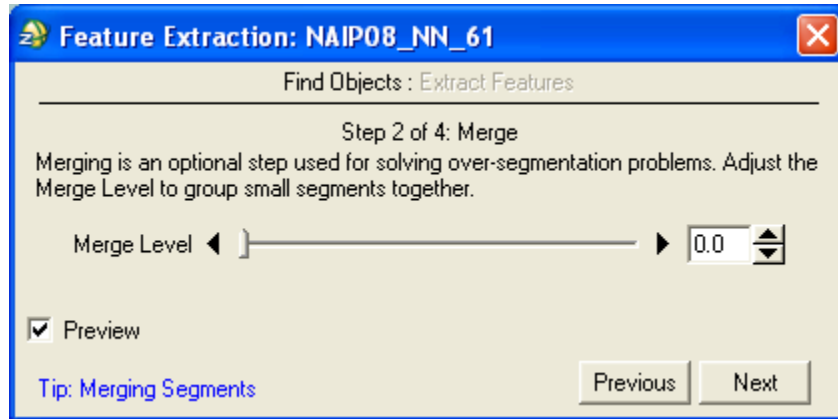 Feature Extraction: NAIP08_NN_61
Find Objects : Extract Features
Step 2 of 4: Merge
Merging is an optional step used for solving over-segmentation problems. Adjust the
Merge Level to group small segments together.
Merge Level 0.0
Preview
Tip: Merging Segments Previous Next